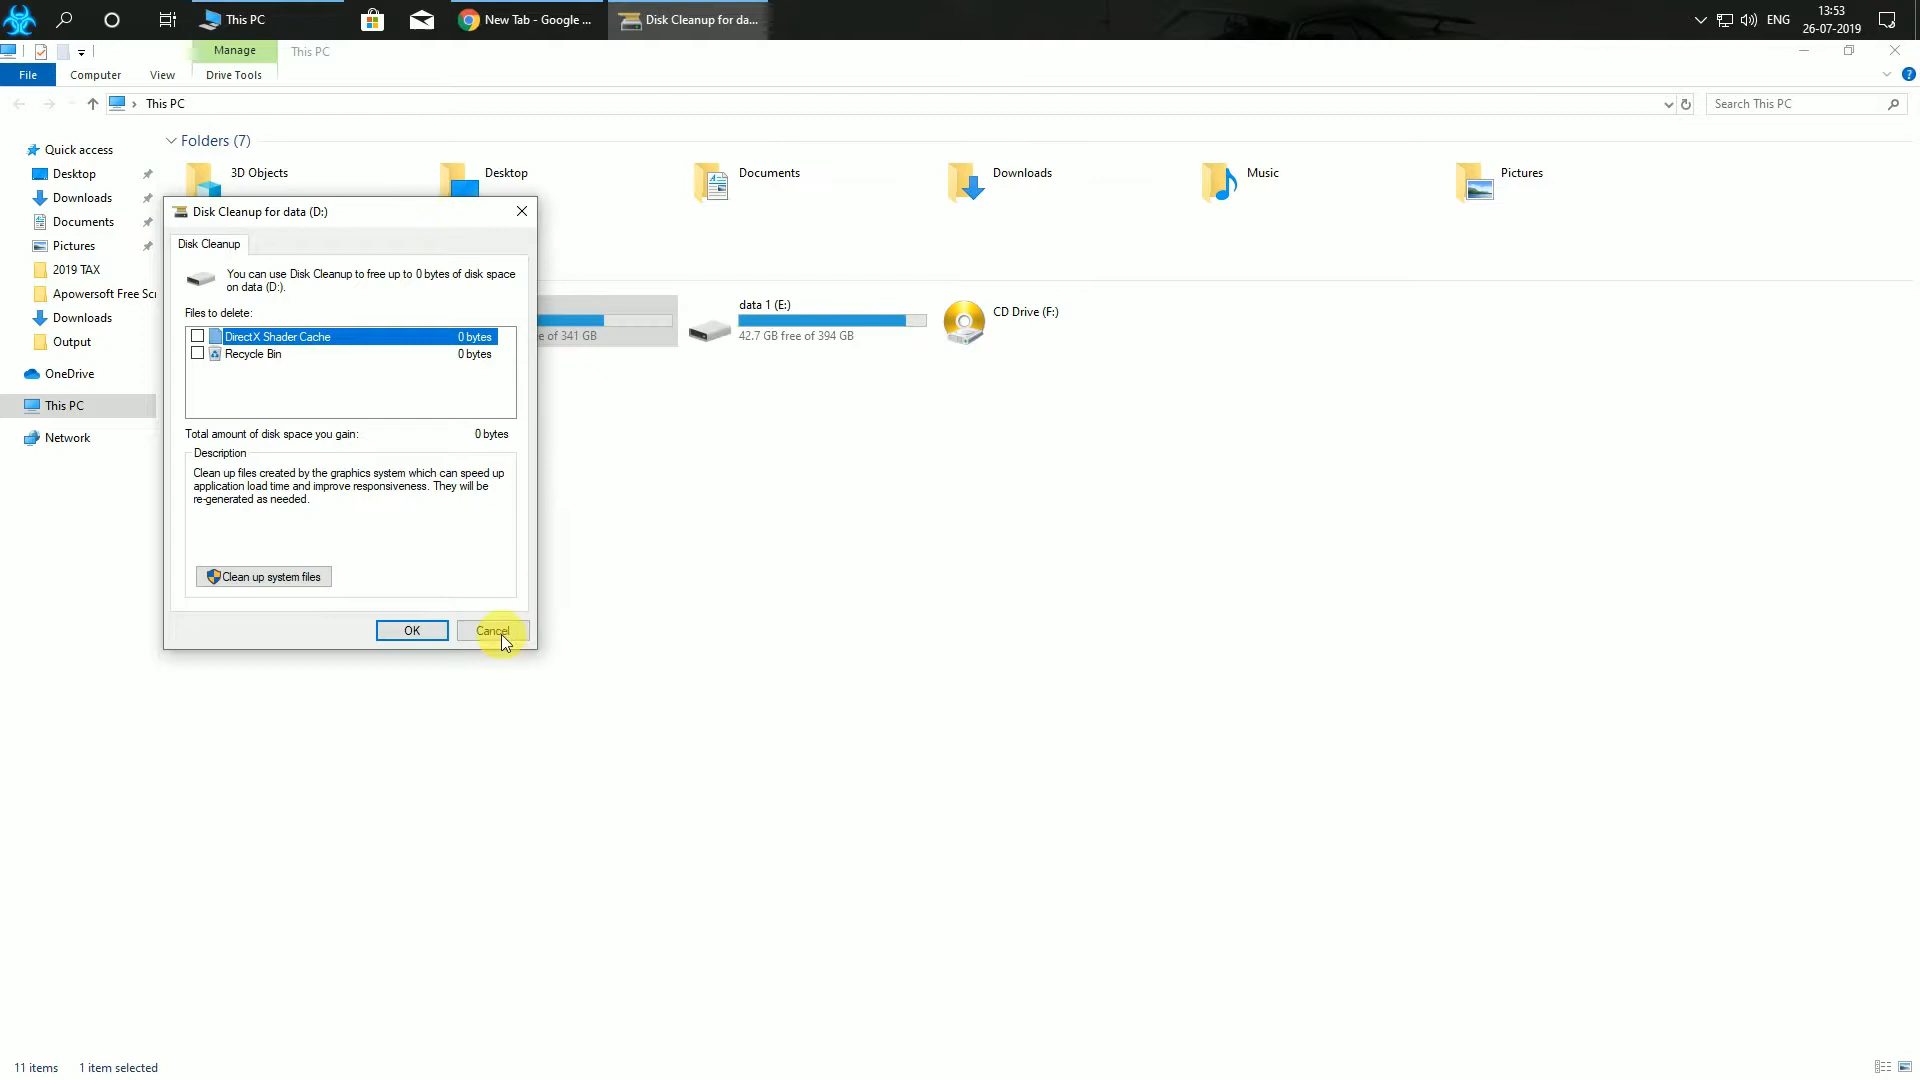 This PC
New Tab - Google ...
Disk Cleanup for da...
ENG
13:53
26-07-2019
Manage
This PC
File
Computer
View
Drive Tools
This PC
Search This PC
Quick access
Desktop
Downloads
Documents
Pictures
2019 TAX
Apowersoft Free Scr
Downloads
Output
OneDrive
This PC
Network
Folders (7)
3D Objects
Desktop
Documents
Downloads
Music
Pictures
Disk Cleanup for data (D:)
Disk Cleanup
You can use Disk Cleanup to free up to 0 bytes of disk space
on data (D:).
Files to delete:
DirectX Shader Cache 0 bytes
Recycle Bin 0 bytes
Total amount of disk space you gain: 0 bytes
Description
Clean up files created by the graphics system which can speed up
application load time and improve responsiveness. They will be
re-generated as needed.
Clean up system files
OK
Cancel
of 341 GB
data 1 (E:)
42.7 GB free of 394 GB
CD Drive (F:)
11 items
1 item selected